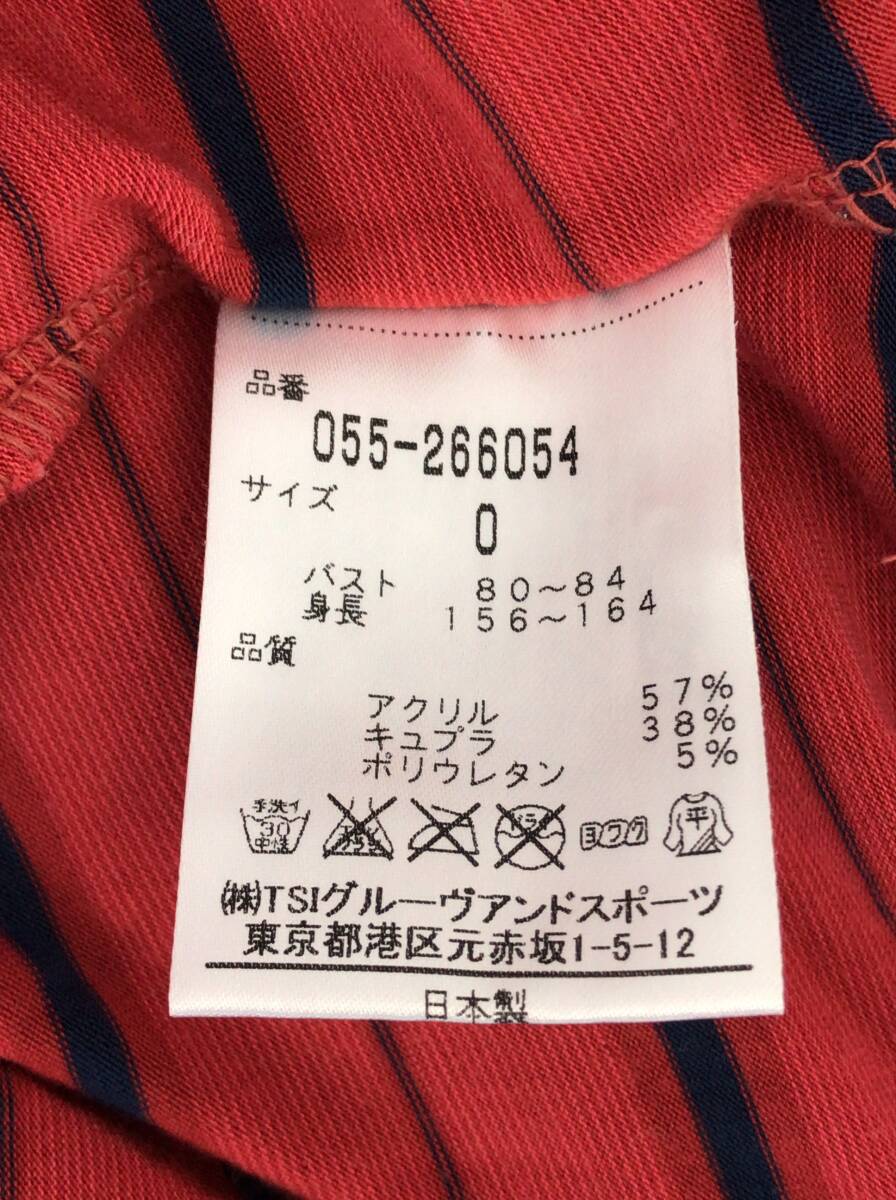 品番
055-266054
サイズ
0
バスト 80～84
身長 156～164
品質
アクリル 57%
キュプラ 38%
ポリウレタン 5%
手洗イ 30 中性 ドライ ヨワク 平
㈱TSIグルーヴアンドスポーツ
東京都港区元赤坂1-5-12
日本製